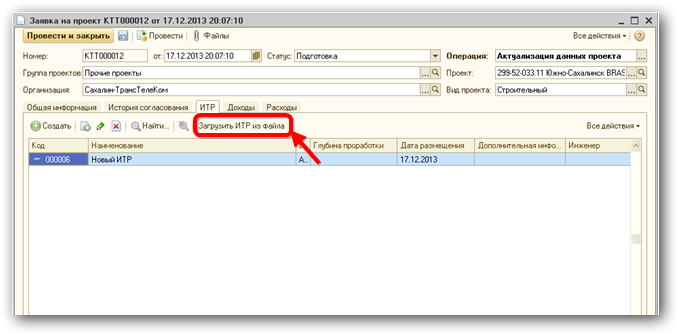 Заявка на проект КТТ000012 от 17.12.2013 20:07:10
Провести и закрыть Провести Файлы Все действия
Номер: КТТ000012 от: 17.12.2013 20:07:10 Статус: Подготовка Операция: Актуализация данных проекта
Группа проектов: Прочие проекты Проект: 299-52-033.11 Южно-Сахалинск BRAS
Организация: Сахалин-ТрансТелеКом Вид проекта: Строительный
Общая информация История согласования ИТР Доходы Расходы
Создать Найти... Загрузить ИТР из файла Все действия
Код Наименование Глубина проработки Дата размещения Дополнительная инфо... Инженер
000006 Новый ИТР А.. 17.12.2013